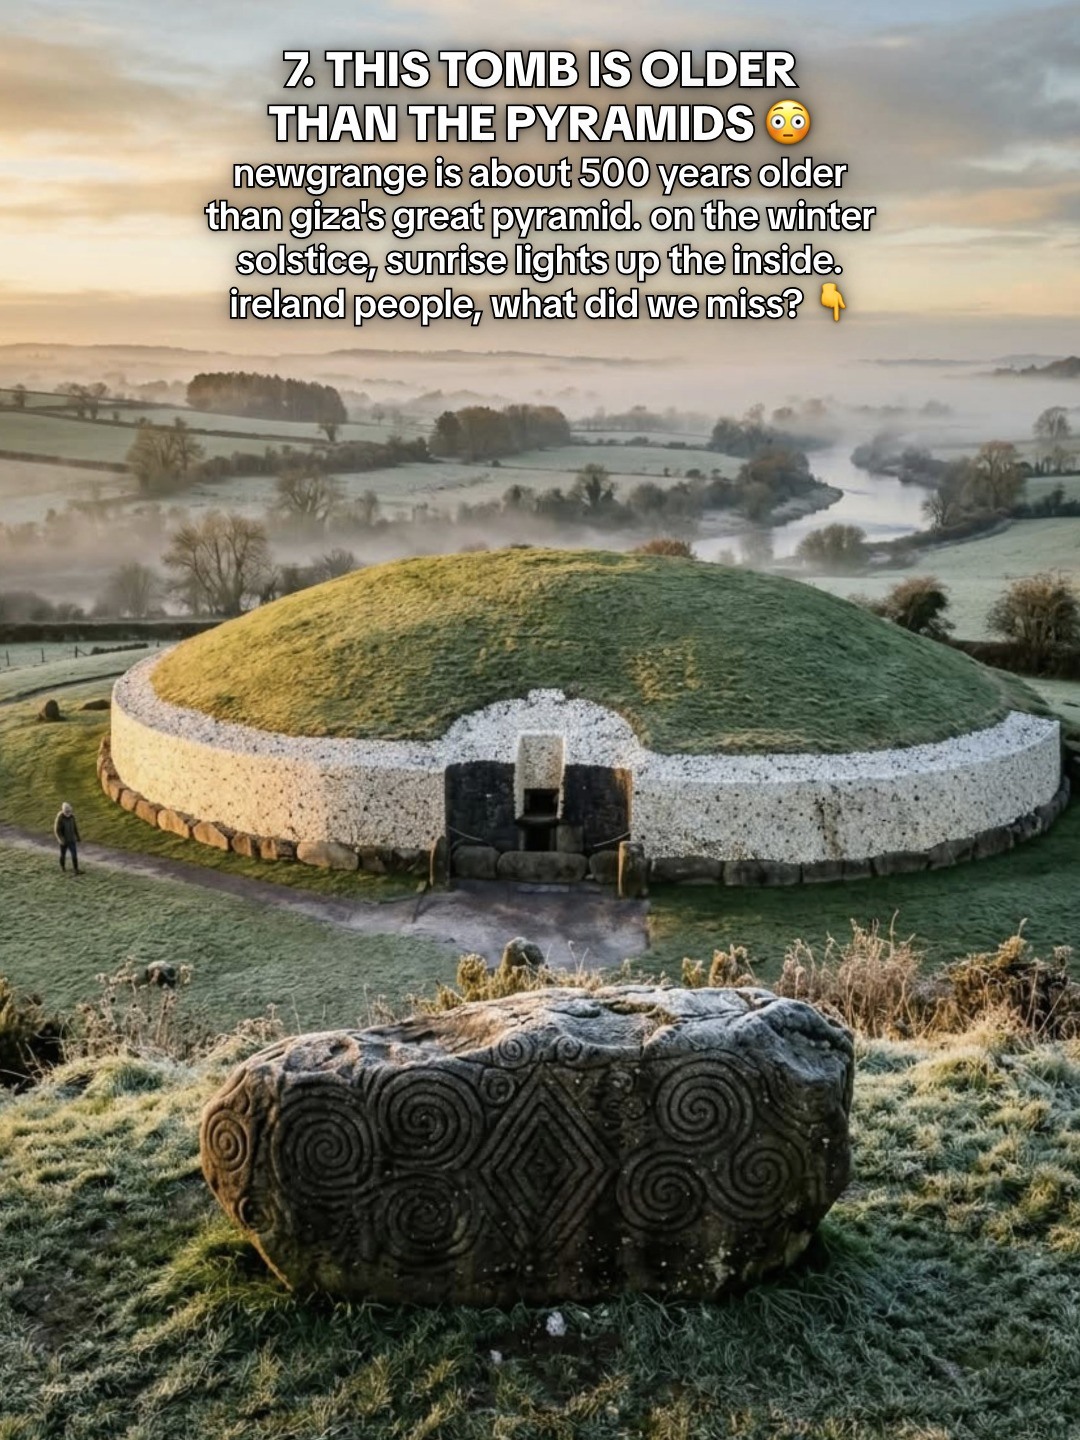 7. THIS TOMB IS OLDER
THAN THE PYRAMIDS 😳
newgrange is about 500 years older
than giza's great pyramid. on the winter
solstice, sunrise lights up the inside.
ireland people, what did we miss? 👇